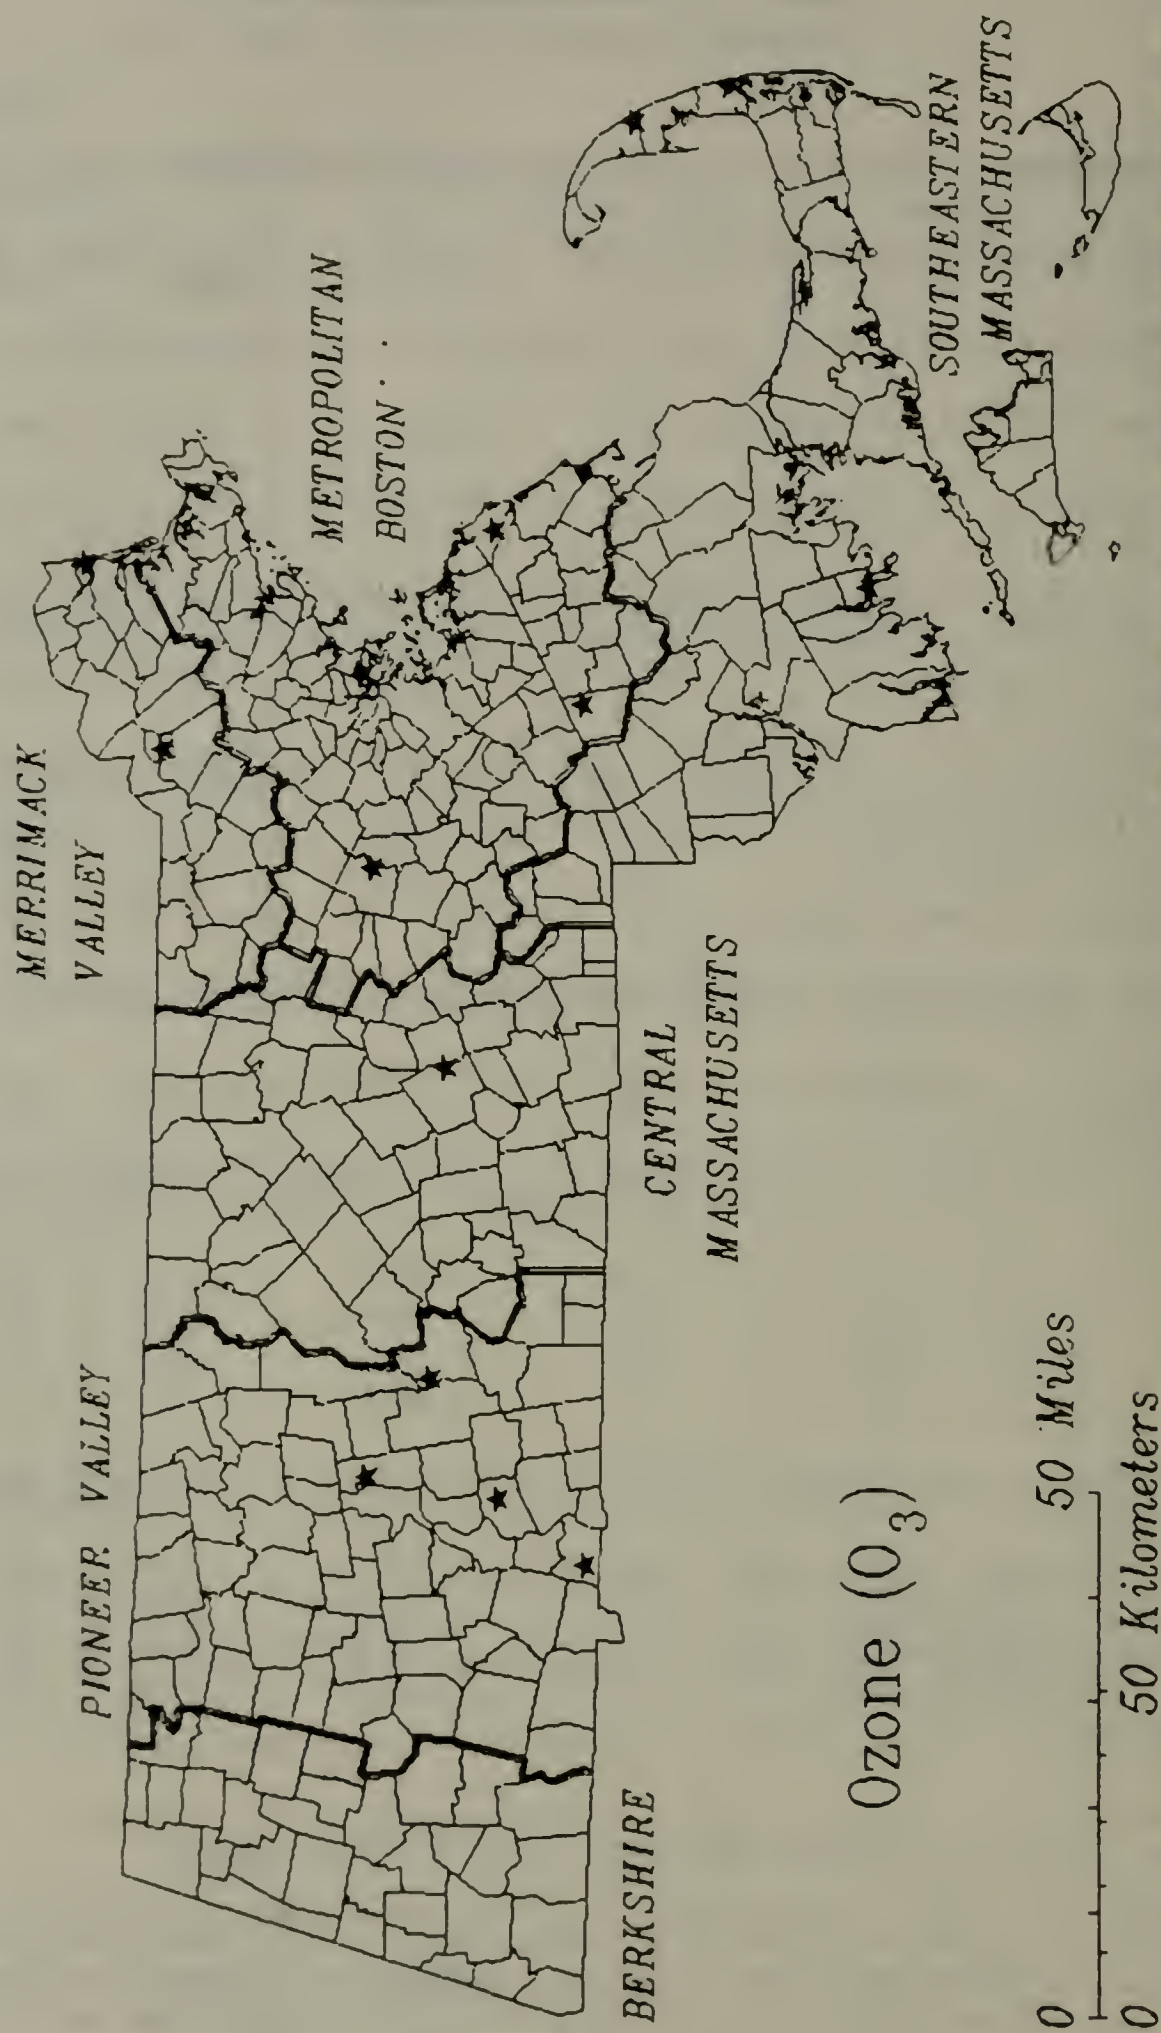 MERRIMACK
VALLEY
PIONEER VALLEY
METROPOLITAN
BOSTON
BERKSHIRE
CENTRAL
MASSACHUSETTS
SOUTHEASTERN
MASSACHUSETTS
Ozone (O₃)
0 50 Miles
0 50 Kilometers